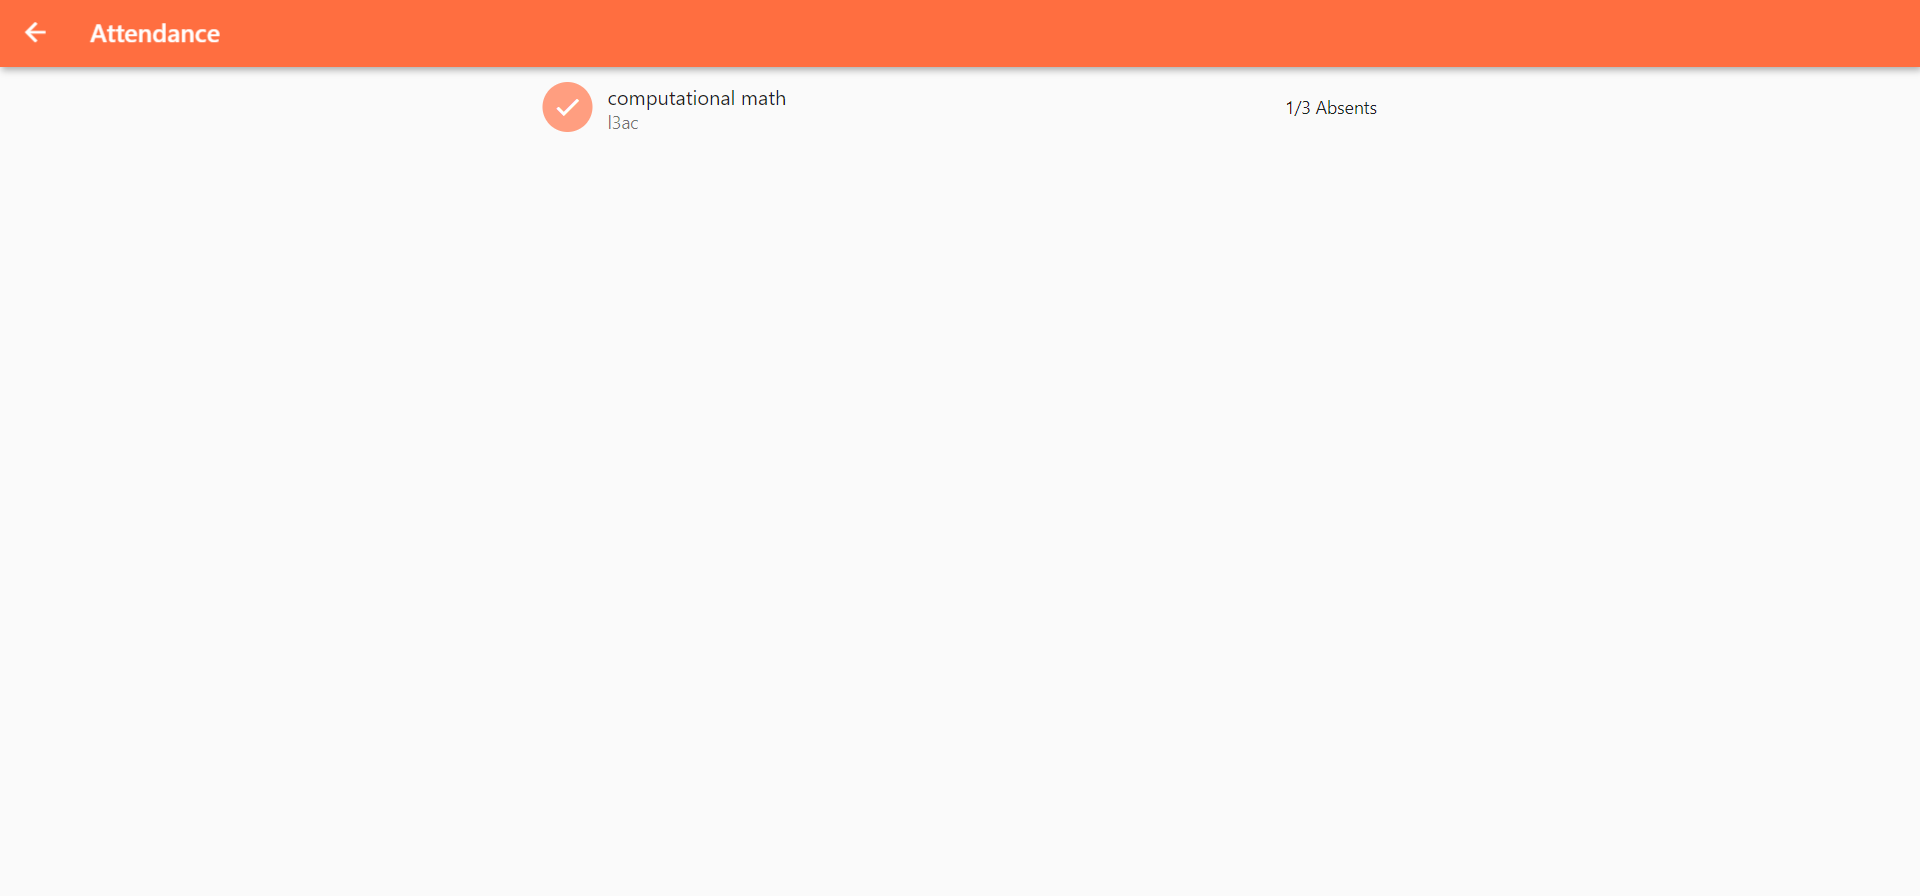 Attendance
computational math
l3ac
1/3 Absents